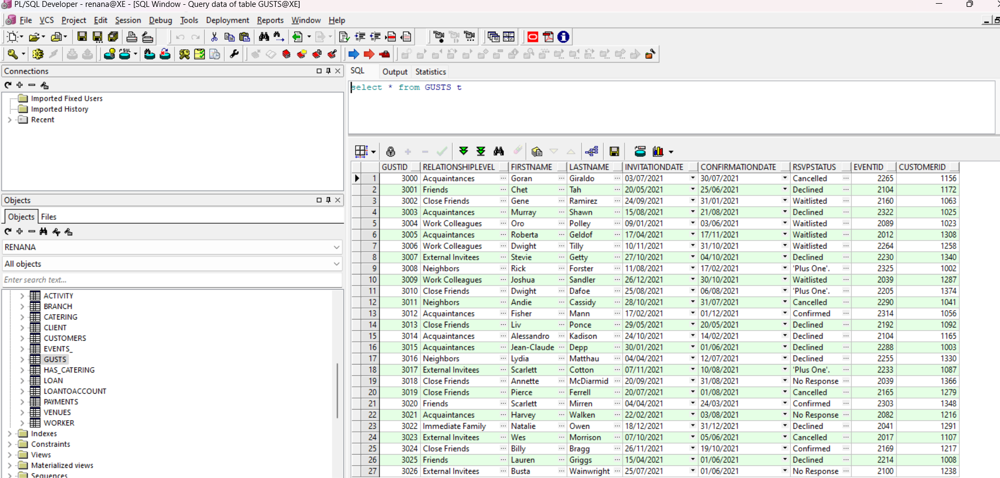 PL/SQL Developer - renana@XE - [SQL Window - Query data of table GUSTS@XE]
File VCS Project Edit Session Debug Tools Deployment Reports Window Help
Connections
Imported Fixed Users
Imported History
Recent
Objects
Objects Files
RENANA
All objects
Enter search text...
ACTIVITY
BRANCH
CATERING
CLIENT
CUSTOMERS
EVENTS_
GUSTS
HAS_CATERING
LOAN
LOANTOACCOUNT
PAYMENTS
VENUES
WORKER
Indexes
Constraints
Views
Materialized views
Sequences
SQL Output Statistics
select * from GUSTS t
GUSTID RELATIONSHIPLEVEL FIRSTNAME LASTNAME INVITATIONDATE CONFIRMATIONDATE RSVPSTATUS EVENTID CUSTOMERID
1 3000 Acquaintances Goran Giraldo 03/07/2021 30/07/2021 Cancelled 2265 1156
2 3001 Friends Chet Tah 20/05/2021 25/06/2021 Declined 2104 1172
3 3002 Close Friends Gene Ramirez 24/09/2021 31/01/2021 Waitlisted 2160 1063
4 3003 Acquaintances Murray Shawn 15/08/2021 21/08/2021 Declined 2322 1025
5 3004 Work Colleagues Oro Polley 09/01/2021 03/06/2021 Waitlisted 2089 1023
6 3005 Acquaintances Roberta Geldof 17/04/2021 17/11/2021 Waitlisted 2012 1308
7 3006 Work Colleagues Dwight Tilly 10/11/2021 31/10/2021 Waitlisted 2264 1258
8 3007 External Invitees Stevie Getty 27/10/2021 04/10/2021 Declined 2230 1340
9 3008 Neighbors Rick Forster 11/08/2021 17/02/2021 'Plus One'. 2325 1002
10 3009 Work Colleagues Joshua Sandler 26/12/2021 30/10/2021 Waitlisted 2039 1287
11 3010 Close Friends Dwight Dafoe 25/08/2021 06/08/2021 'Plus One'. 2205 1374
12 3011 Neighbors Andie Cassidy 28/10/2021 31/07/2021 Cancelled 2290 1041
13 3012 Acquaintances Fisher Mann 17/02/2021 01/12/2021 Confirmed 2314 1056
14 3013 Close Friends Liv Ponce 29/05/2021 20/05/2021 Declined 2192 1092
15 3014 Acquaintances Alessandro Kadison 24/10/2021 14/02/2021 Declined 2104 1165
16 3015 Acquaintances Jean-Claude Depp 30/01/2021 01/06/2021 Declined 2288 1003
17 3016 Neighbors Lydia Matthau 04/04/2021 12/07/2021 Declined 2255 1330
18 3017 External Invitees Scarlett Cotton 07/11/2021 10/08/2021 'Plus One'. 2233 1087
19 3018 Close Friends Annette McDiarmid 20/09/2021 31/08/2021 No Response 2039 1366
20 3019 Close Friends Pierce Ferrell 20/07/2021 01/08/2021 Cancelled 2165 1279
21 3020 Friends Scarlett Mirren 04/04/2021 24/03/2021 Confirmed 2303 1348
22 3021 Acquaintances Harvey Walken 22/02/2021 03/08/2021 No Response 2082 1216
23 3022 Immediate Family Natalie Owen 18/12/2021 31/12/2021 Declined 2041 1291
24 3023 External Invitees Wes Morrison 07/10/2021 05/06/2021 Cancelled 2017 1107
25 3024 Close Friends Billy Bragg 26/11/2021 19/10/2021 Confirmed 2169 1217
26 3025 Friends Lauren Griggs 15/04/2021 01/06/2021 Declined 2214 1008
27 3026 External Invitees Busta Wainwright 25/07/2021 01/06/2021 No Response 2100 1238